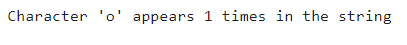 Character 'o' appears 1 times in the string